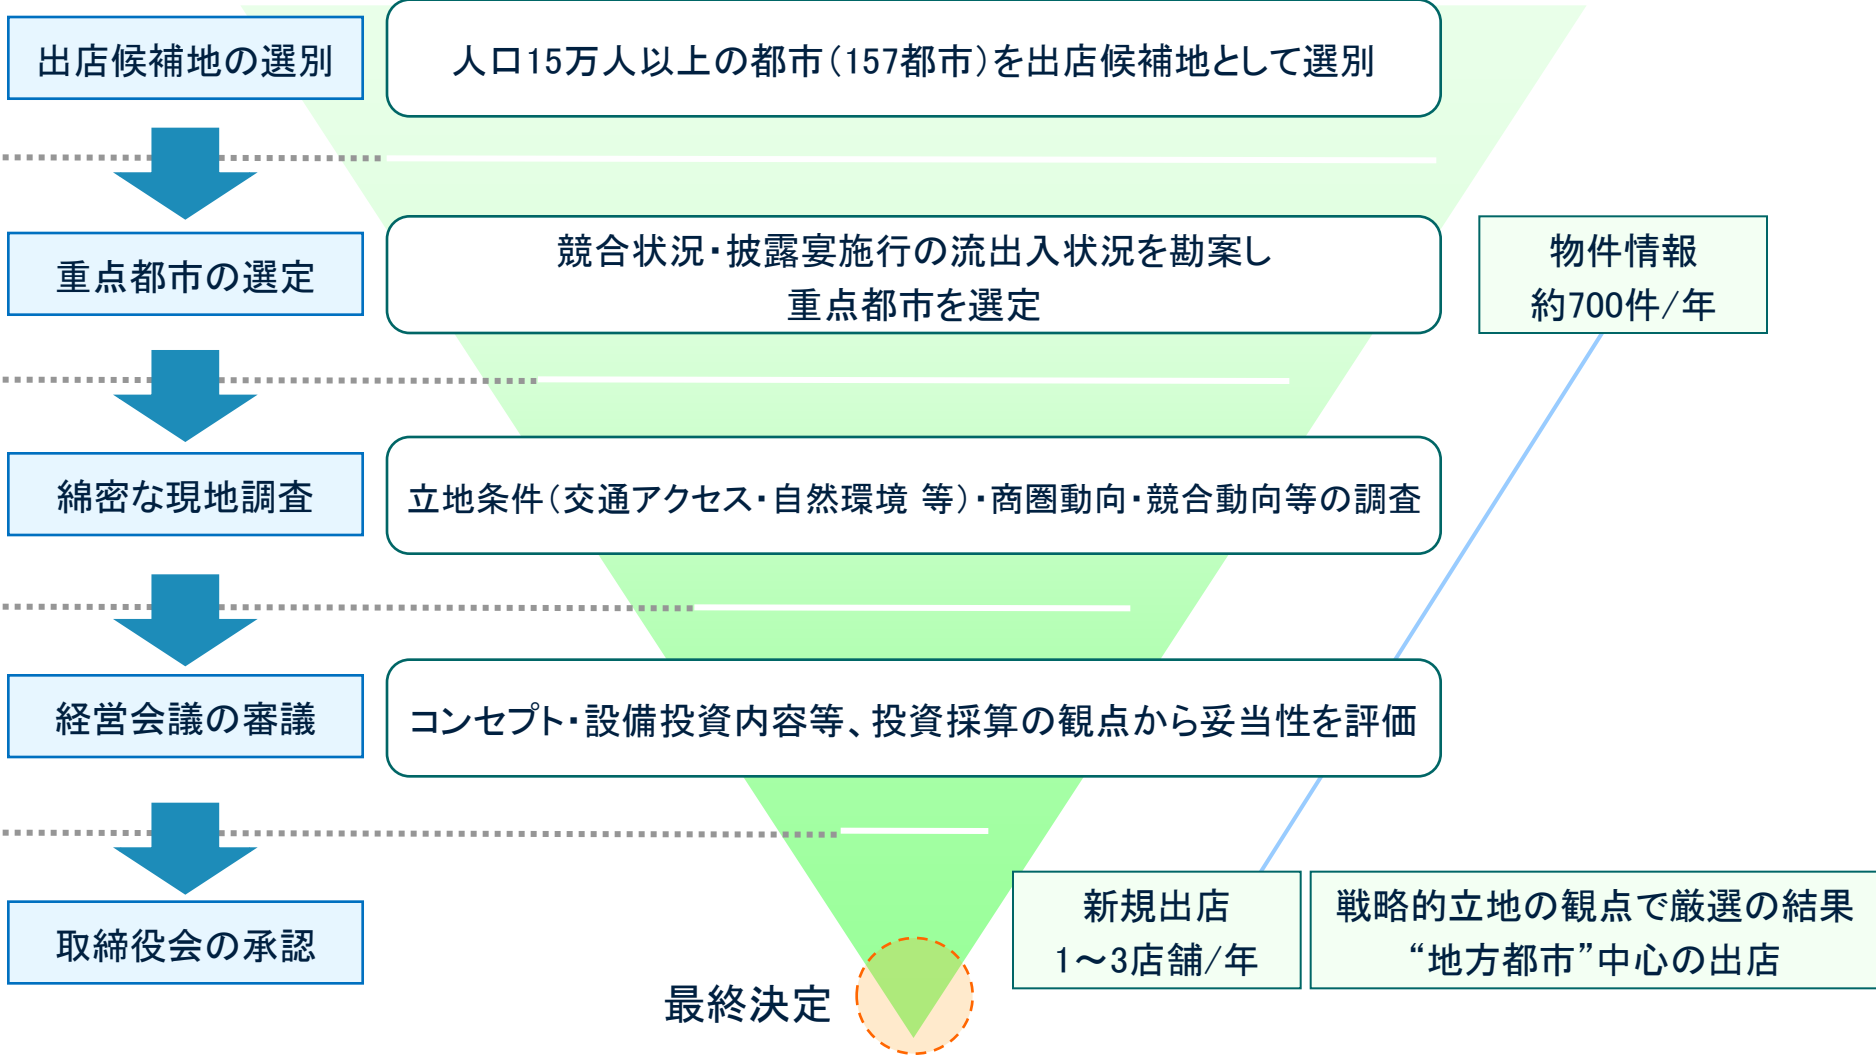 出店候補地の選別
人口15万人以上の都市(157都市)を出店候補地として選別
重点都市の選定
競合状況・披露宴施行の流出入状況を勘案し
重点都市を選定
物件情報
約700件/年
綿密な現地調査
立地条件(交通アクセス・自然環境 等)・商圏動向・競合動向等の調査
経営会議の審議
コンセプト・設備投資内容等、投資採算の観点から妥当性を評価
取締役会の承認
新規出店
1〜3店舗/年
戦略的立地の観点で厳選の結果
“地方都市”中心の出店
最終決定